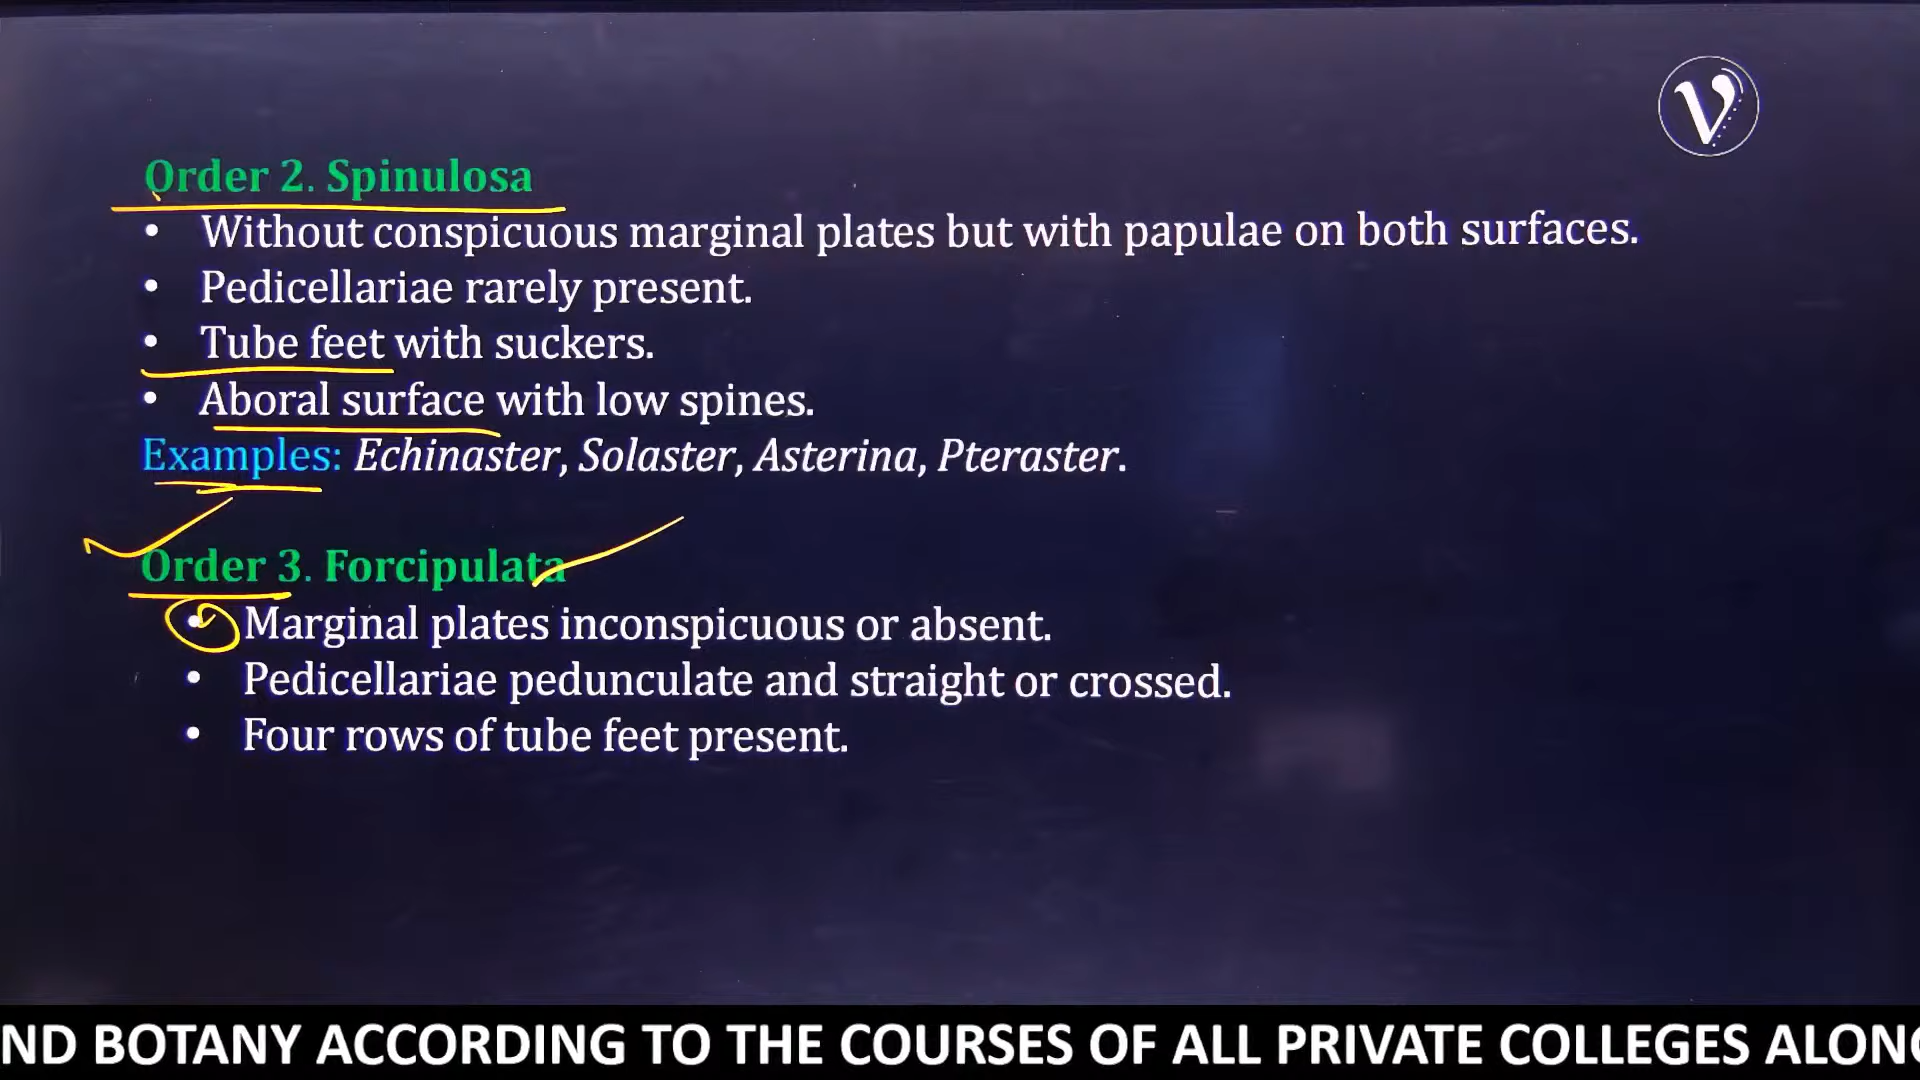 Order 2. Spinulosa
• Without conspicuous marginal plates but with papulae on both surfaces.
• Pedicellariae rarely present.
• Tube feet with suckers.
• Aboral surface with low spines.
Examples: Echinaster, Solaster, Asterina, Pteraster.
Order 3. Forcipulata
• Marginal plates inconspicuous or absent.
• Pedicellariae pedunculate and straight or crossed.
• Four rows of tube feet present.
ND BOTANY ACCORDING TO THE COURSES OF ALL PRIVATE COLLEGES ALONG